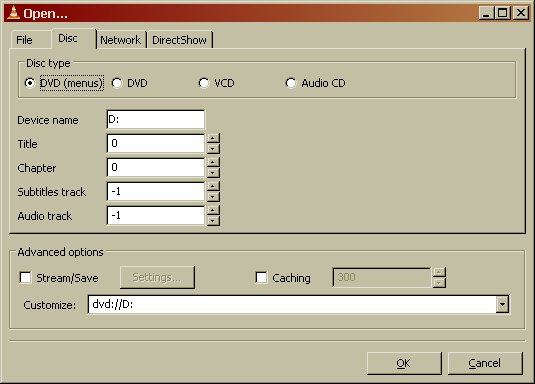 Open...
File Disc Network DirectShow
Disc type
DVD (menus) DVD VCD Audio CD
Device name D:
Title 0
Chapter 0
Subtitles track -1
Audio track -1
Advanced options
Stream/Save Settings... Caching 300
Customize: dvd://D:
OK Cancel